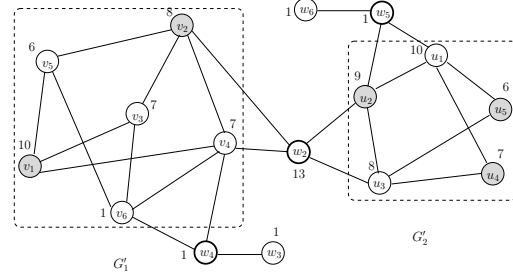 1 w₆ w₅
1
8
v₂
6
v₅
10 u₁
9
u₂
6
u₅
7
v₃
7
v₄
10
v₁
w₂
13
8
u₃
7
u₄
1 v₆
1 w₄
1
w₃
G′₁
G′₂